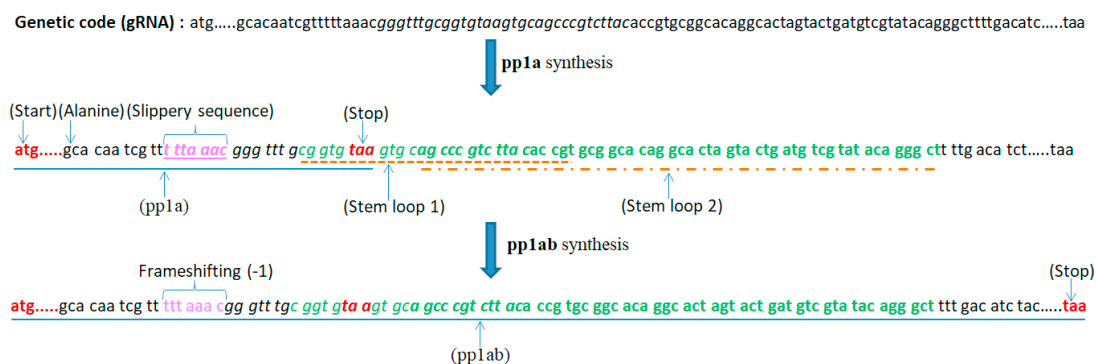 Genetic code (gRNA) : atg.....gcacaatcgtttttaaacgggtttgcggtgtaagtgcagcccgtcttacaccgtgcggcacaggcactagtactgatgtcgtatacagggcttttgacatc.....taa
pp1a synthesis
(Start)(Alanine)(Slippery sequence) (Stop)
atg.....gca caa tcg ttt ttа aac ggg ttt gcg gtg taa gtg cag ccc gtc tta cac cgt gcg gca cag gca cta gta ctg atg tcg tat aca ggg ctt ttg aca tct.....taa
(pp1a) (Stem loop 1) (Stem loop 2)
pp1ab synthesis
Frameshifting (-1) (Stop)
atg.....gca caa tcg tt ttt aaa cgg gtt tgc ggt gta agt gca gcc cgt ctt aca ccg tgc ggc aca ggc act agt act gat gtc gta tac agg gct ttt gac atc tac.....taa
(pp1ab)